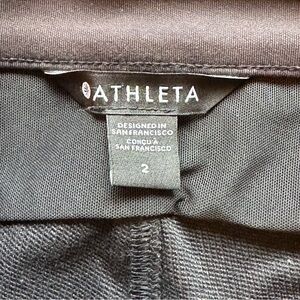 ATHLETA
DESIGNED IN
SAN FRANCISCO
CONÇU À
SAN FRANCISCO
2